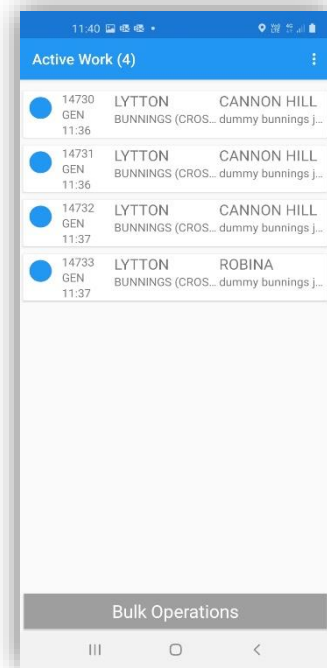 11:40
Active Work (4)
14730 LYTTON CANNON HILL
GEN BUNNINGS (CROS... dummy bunnings j...
11:36
14731 LYTTON CANNON HILL
GEN BUNNINGS (CROS... dummy bunnings j...
11:36
14732 LYTTON CANNON HILL
GEN BUNNINGS (CROS... dummy bunnings j...
11:37
14733 LYTTON ROBINA
GEN BUNNINGS (CROS... dummy bunnings j...
11:37
Bulk Operations